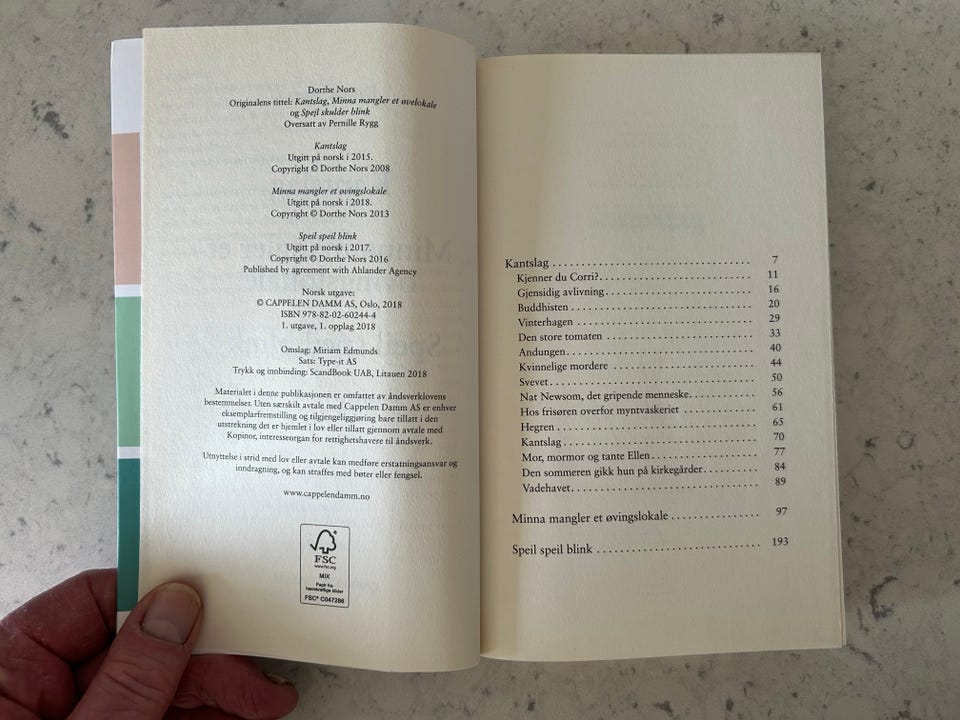 Dorthe Nors
Originalens tittel: Kantslag, Minna mangler et øvelokale
og Spejl skulder blink
Oversatt av Pernille Rygg
Kantslag
Utgitt på norsk i 2015.
Copyright © Dorthe Nors 2008
Minna mangler et øvingslokale
Utgitt på norsk i 2018.
Copyright © Dorthe Nors 2013
Speil speil blink
Utgitt på norsk i 2017.
Copyright © Dorthe Nors 2016
Published by agreement with Ahlander Agency
Norsk utgave:
© CAPPELEN DAMM AS, Oslo, 2018
ISBN 978-82-02-60244-4
1. utgave, 1. opplag 2018
Omslag: Miriam Edmunds
Sats: Type-it AS
Trykk og innbinding: ScandBook UAB, Litauen 2018
Materialet i denne publikasjonen er omfattet av åndsverklovens
bestemmelser. Uten særskilt avtale med Cappelen Damm AS er enhver
eksemplarfremstilling og tilgjengeliggjøring bare tillatt i den
utstrekning det er hjemlet i lov eller tillatt gjennom avtale med
Kopinor, interesseorgan for rettighetshavere til åndsverk.
Utnyttelse i strid med lov eller avtale kan medføre erstatningsansvar og
inndragning, og kan straffes med bøter eller fengsel.
www.cappelendamm.no
FSC
www.fsc.org
MIX
Papir fra
bærekraftige kilder
FSC® C047286
Kantslag 7
Kjenner du Corri? 11
Gjensidig avlivning 16
Buddhisten 20
Vinterhagen 29
Den store tomaten 33
Andungen 40
Kvinnelige mordere 44
Svevet 50
Nat Newsom, det gripende menneske 56
Hos frisøren overfor myntvaskeriet 61
Hegren 65
Kantslag 70
Mor, mormor og tante Ellen 77
Den sommeren gikk hun på kirkegårder 84
Vadehavet 89
Minna mangler et øvingslokale 97
Speil speil blink 193